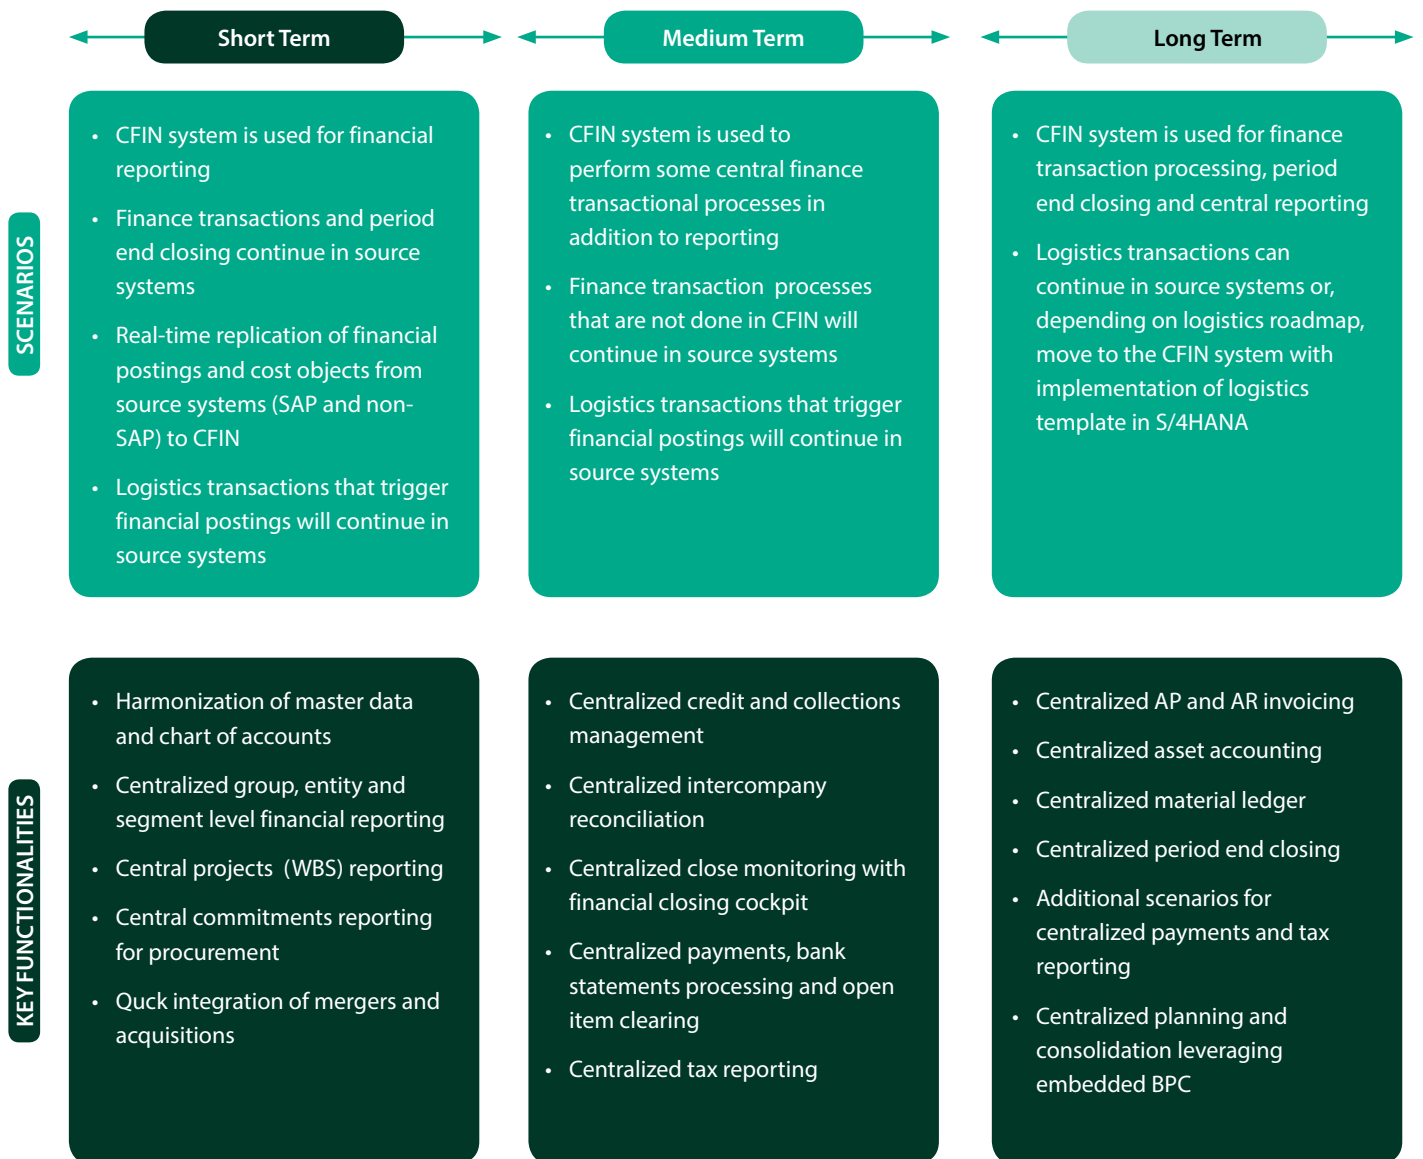 Short Term
Medium Term
Long Term
SCENARIOS
• CFIN system is used for financial
reporting
• Finance transactions and period
end closing continue in source
systems
• Real-time replication of financial
postings and cost objects from
source systems (SAP and non-
SAP) to CFIN
• Logistics transactions that trigger
financial postings will continue in
source systems
• CFIN system is used to
perform some central finance
transactional processes in
addition to reporting
• Finance transaction processes
that are not done in CFIN will
continue in source systems
• Logistics transactions that trigger
financial postings will continue in
source systems
• CFIN system is used for finance
transaction processing, period
end closing and central reporting
• Logistics transactions can
continue in source systems or,
depending on logistics roadmap,
move to the CFIN system with
implementation of logistics
template in S/4HANA
KEY FUNCTIONALITIES
• Harmonization of master data
and chart of accounts
• Centralized group, entity and
segment level financial reporting
• Central projects (WBS) reporting
• Central commitments reporting
for procurement
• Quck integration of mergers and
acquisitions
• Centralized credit and collections
management
• Centralized intercompany
reconciliation
• Centralized close monitoring with
financial closing cockpit
• Centralized payments, bank
statements processing and open
item clearing
• Centralized tax reporting
• Centralized AP and AR invoicing
• Centralized asset accounting
• Centralized material ledger
• Centralized period end closing
• Additional scenarios for
centralized payments and tax
reporting
• Centralized planning and
consolidation leveraging
embedded BPC